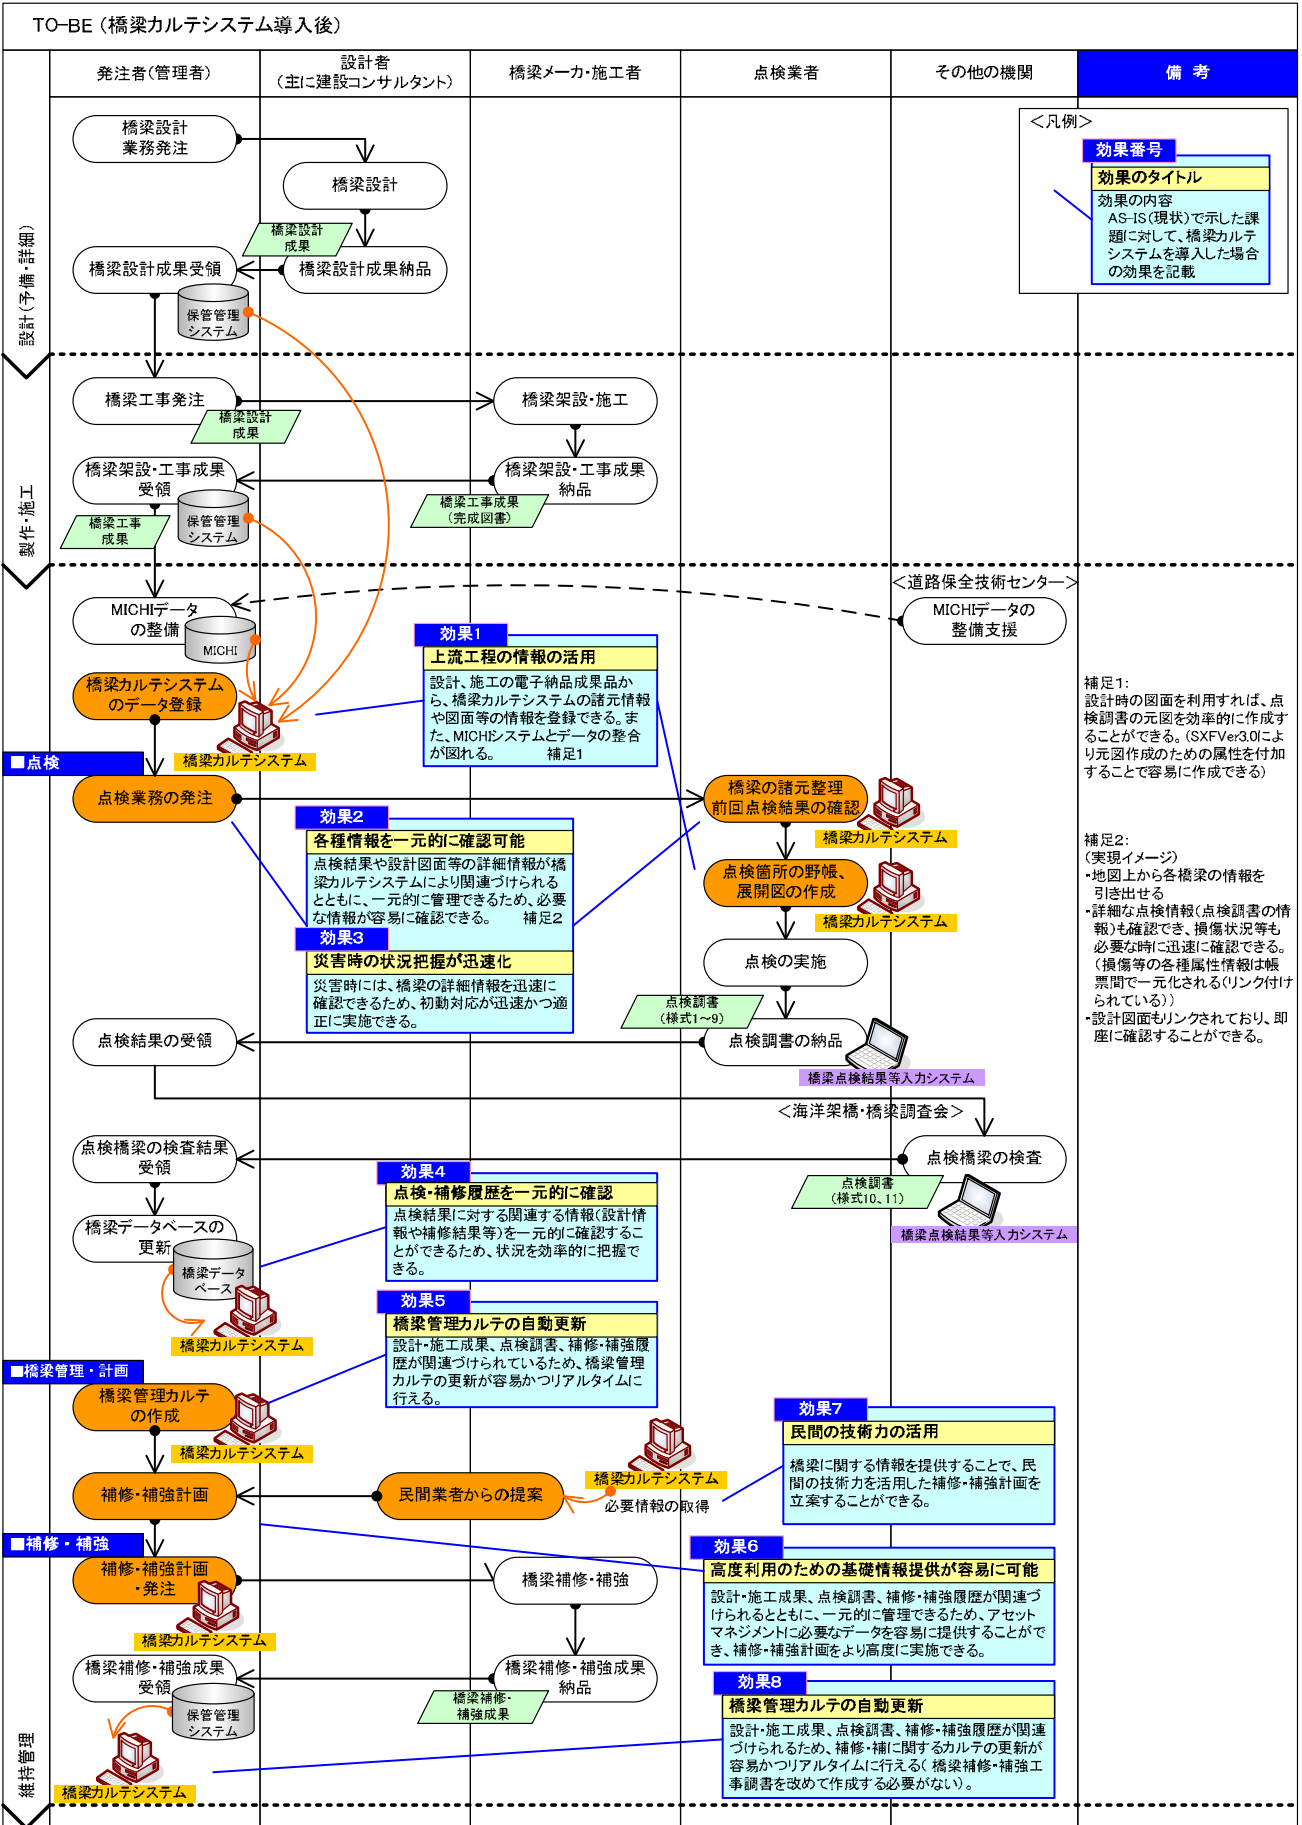 TO-BE（橋梁カルテシステム導入後）
発注者（管理者）
設計者
（主に建設コンサルタント）
橋梁メーカ・施工者
点検業者
その他の機関
備 考
設計（予備・詳細）
橋梁設計
業務発注
橋梁設計
橋梁設計
成果
橋梁設計成果受領
橋梁設計成果納品
保管管理
システム
＜凡例＞
効果番号
効果のタイトル
効果の内容
AS-IS（現状）で示した課
題に対して、橋梁カルテ
システムを導入した場合
の効果を記載
製作・施工
橋梁工事発注
橋梁設計
成果
橋梁架設・施工
橋梁架設・工事成果
受領
橋梁架設・工事成果
納品
保管管理
システム
橋梁工事成果
（完成図書）
橋梁工事
成果
＜道路保全技術センター＞
MICHIデータ
の整備
MICHI
MICHIデータの
整備支援
効果1
上流工程の情報の活用
設計、施工の電子納品成果品か
ら、橋梁カルテシステムの諸元情報
や図面等の情報を登録できる。ま
た、MICHIシステムとデータの整合
が図れる。 補足1
橋梁カルテシステム
のデータ登録
橋梁カルテシステム
補足1：
設計時の図面を利用すれば、点
検調書の元図を効率的に作成す
ることができる。（SXFVer3.0によ
り元図作成のための属性を付加
することで容易に作成できる）
■点検
点検業務の発注
橋梁の諸元整理
前回点検結果の確認
橋梁カルテシステム
効果2
各種情報を一元的に確認可能
点検結果や設計図面等の詳細情報が橋
梁カルテシステムにより関連づけられる
とともに、一元的に管理できるため、必要
な情報が容易に確認できる。 補足2
効果3
災害時の状況把握が迅速化
災害時には、橋梁の詳細情報を迅速に
確認できるため、初動対応が迅速かつ適
正に実施できる。
点検箇所の野帳、
展開図の作成
橋梁カルテシステム
補足2：
（実現イメージ）
・地図上から各橋梁の情報を
引き出せる
・詳細な点検情報（点検調書の情
報）も確認でき、損傷状況等も
必要な時に迅速に確認できる。
（損傷等の各種属性情報は帳
票間で一元化される（リンク付け
られている））
・設計図面もリンクされており、即
座に確認することができる。
点検の実施
点検調書
（様式1～9）
点検結果の受領
点検調書の納品
橋梁点検結果等入力システム
＜海洋架橋・橋梁調査会＞
点検橋梁の検査結果
受領
点検橋梁の検査
点検調書
（様式10、11）
橋梁点検結果等入力システム
橋梁データベースの
更新
橋梁データ
ベース
橋梁カルテシステム
効果4
点検・補修履歴を一元的に確認
点検結果に対する関連する情報（設計情
報や補修結果等）を一元的に確認するこ
とができるため、状況を効率的に把握で
きる。
効果5
橋梁管理カルテの自動更新
設計・施工成果、点検調書、補修・補強履
歴が関連づけられているため、橋梁管理
カルテの更新が容易かつリアルタイムに
行える。
■橋梁管理・計画
橋梁管理カルテ
の作成
橋梁カルテシステム
補修・補強計画
民間業者からの提案
橋梁カルテシステム
必要情報の取得
効果7
民間の技術力の活用
橋梁に関する情報を提供することで、民
間の技術力を活用した補修・補強計画を
立案することができる。
■補修・補強
補修・補強計画
・発注
橋梁カルテシステム
橋梁補修・補強
効果6
高度利用のための基礎情報提供が容易に可能
設計・施工成果、点検調書、補修・補強履歴が関連づ
けられるとともに、一元的に管理できるため、アセット
マネジメントに必要なデータを容易に提供することがで
き、補修・補強計画をより高度に実施できる。
橋梁補修・補強成果
受領
保管管理
システム
橋梁補修・補強成果
納品
橋梁補修・
補強成果
効果8
橋梁管理カルテの自動更新
設計・施工成果、点検調書、補修・補強履歴が関連
づけられるため、補修・補に関するカルテの更新が
容易かつリアルタイムに行える（ 橋梁補修・補強工
事調書を改めて作成する必要がない）。
維持管理
橋梁カルテシステム